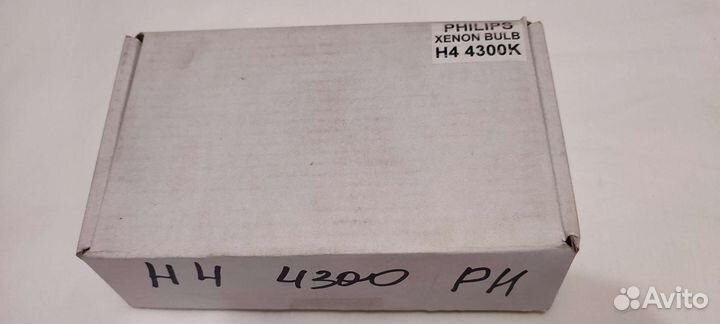 PHILIPS
XENON BULB
H4 4300K
H4 4300 PH
Avito